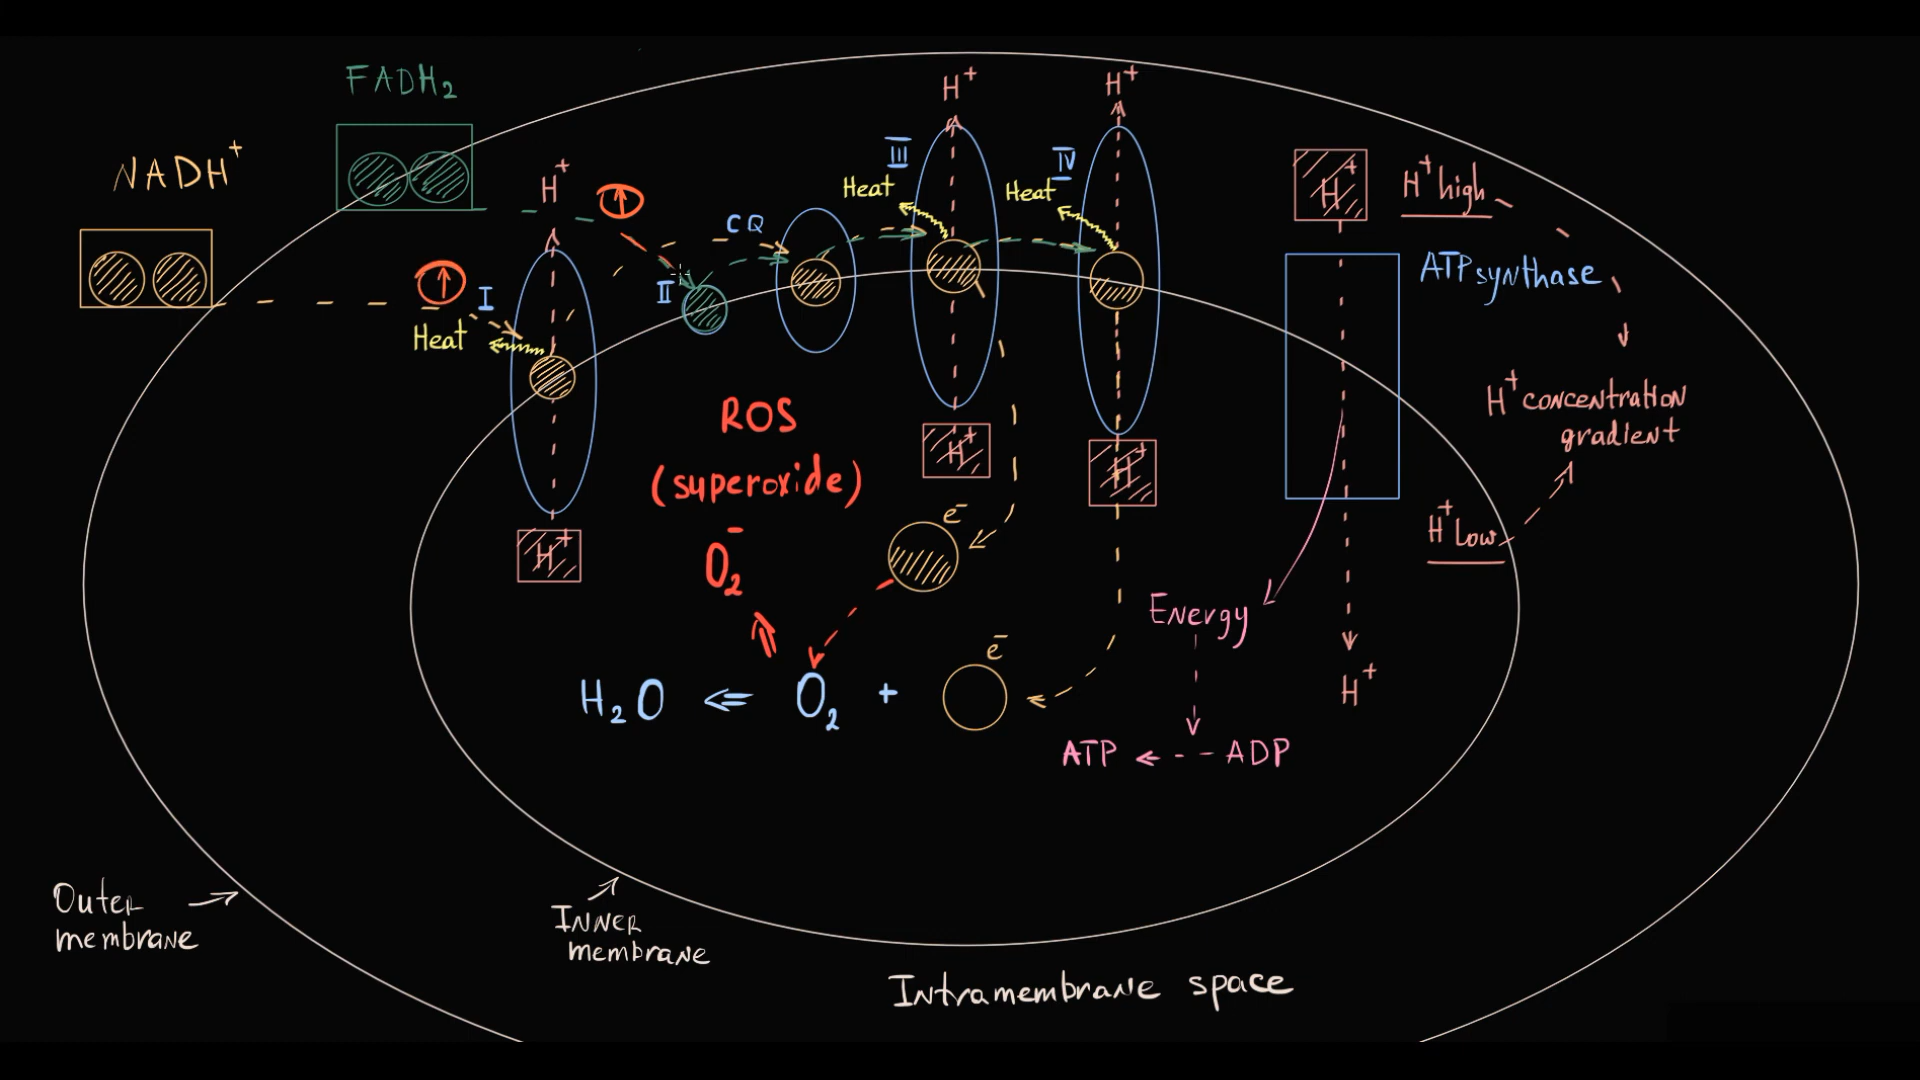 FADH2
NADH+
H+
H+
H+
I
Heat
II
CQ
III
Heat
IV
Heat
H+
H+ high
ATP synthase
H+ concentration
gradient
H+ Low
ROS
(superoxide)
O2-
H+
H+
H+
e-
e-
H2O ⇐ O2 +
Energy
ATP ADP
H+
Outer
membrane
Inner
membrane
Intramembrane space